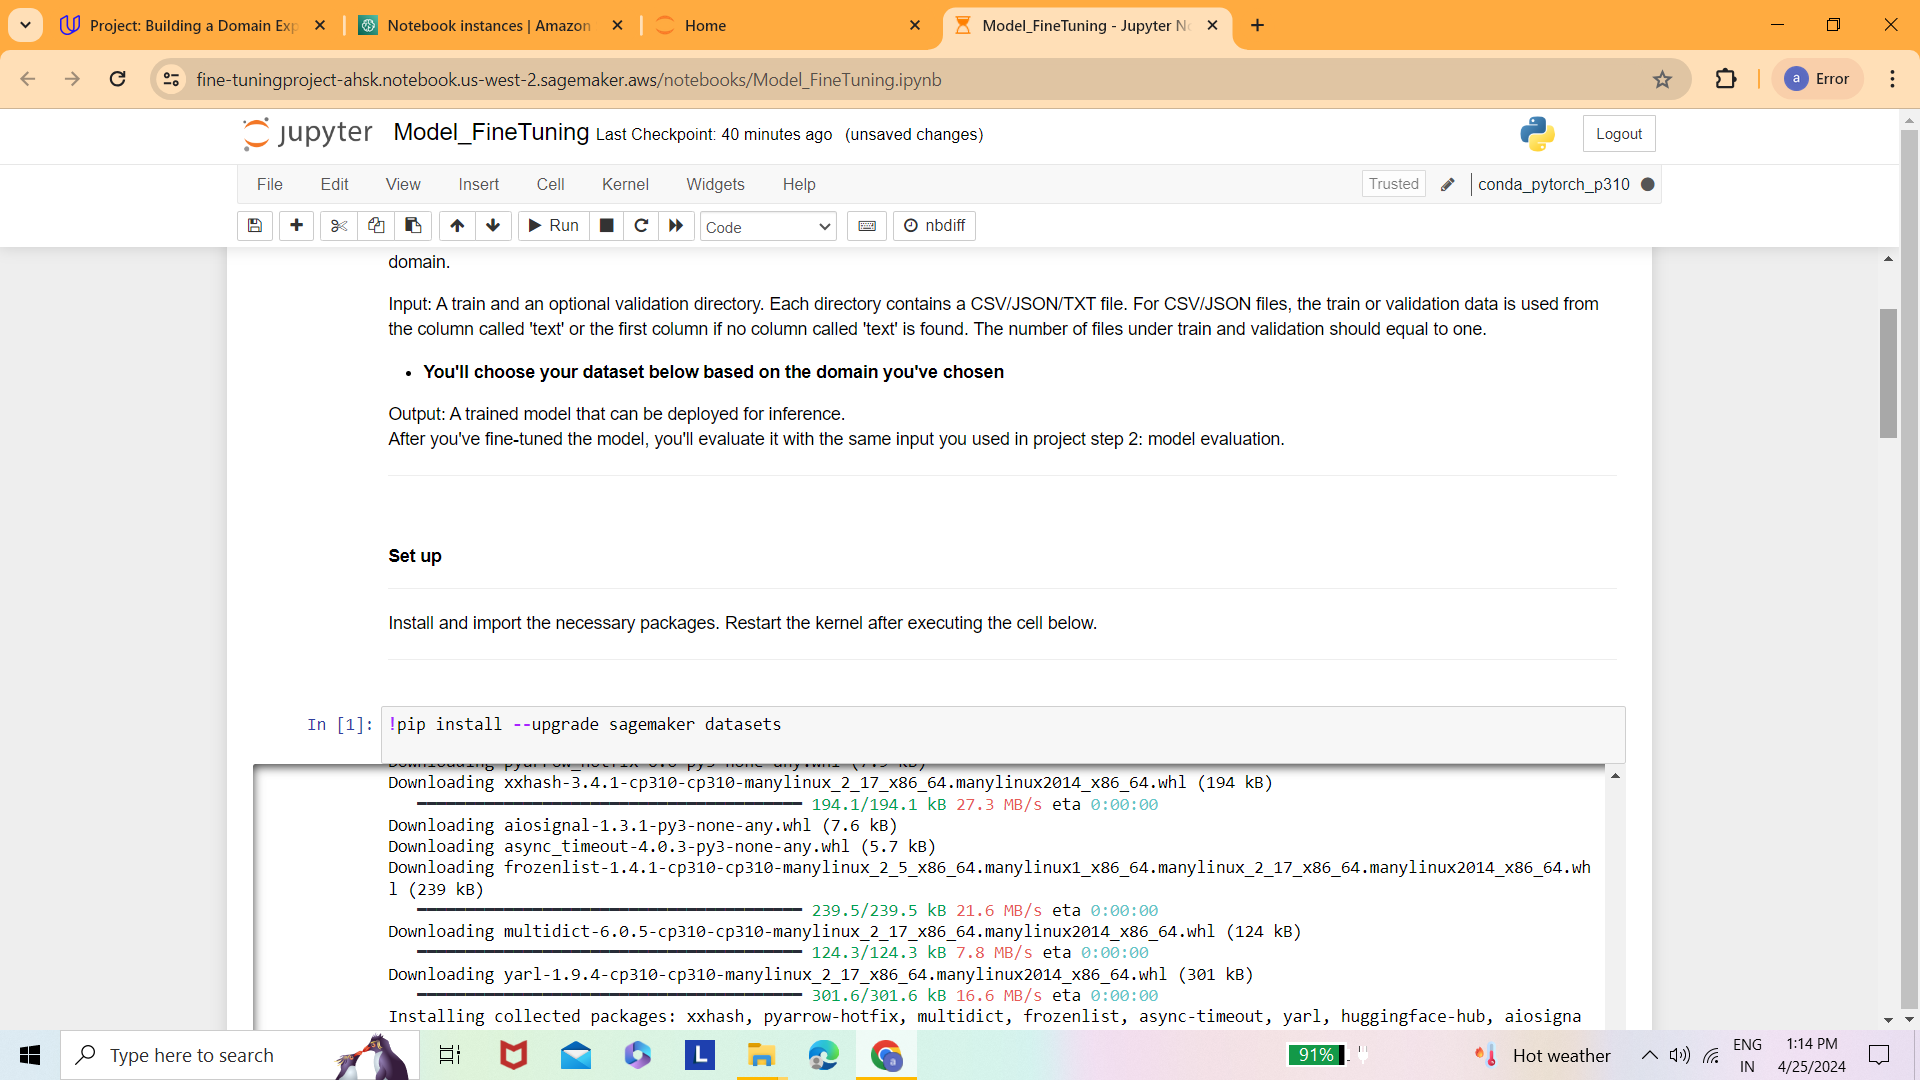 Project: Building a Domain Exp
Notebook instances | Amazon
Home
Model_FineTuning - Jupyter No
fine-tuningproject-ahsk.notebook.us-west-2.sagemaker.aws/notebooks/Model_FineTuning.ipynb
a Error
jupyter Model_FineTuning Last Checkpoint: 40 minutes ago (unsaved changes)
Logout
File Edit View Insert Cell Kernel Widgets Help
Trusted conda_pytorch_p310
Run Code nbdiff
domain.
Input: A train and an optional validation directory. Each directory contains a CSV/JSON/TXT file. For CSV/JSON files, the train or validation data is used from
the column called 'text' or the first column if no column called 'text' is found. The number of files under train and validation should equal to one.
• You'll choose your dataset below based on the domain you've chosen
Output: A trained model that can be deployed for inference.
After you've fine-tuned the model, you'll evaluate it with the same input you used in project step 2: model evaluation.
Set up
Install and import the necessary packages. Restart the kernel after executing the cell below.
In [1]: !pip install --upgrade sagemaker datasets
Downloading pyarrow_hotfix-0.6-py3-none-any.whl (7.9 kB)
Downloading xxhash-3.4.1-cp310-cp310-manylinux_2_17_x86_64.manylinux2014_x86_64.whl (194 kB)
194.1/194.1 kB 27.3 MB/s eta 0:00:00
Downloading aiosignal-1.3.1-py3-none-any.whl (7.6 kB)
Downloading async_timeout-4.0.3-py3-none-any.whl (5.7 kB)
Downloading frozenlist-1.4.1-cp310-cp310-manylinux_2_5_x86_64.manylinux1_x86_64.manylinux_2_17_x86_64.manylinux2014_x86_64.wh
l (239 kB)
239.5/239.5 kB 21.6 MB/s eta 0:00:00
Downloading multidict-6.0.5-cp310-cp310-manylinux_2_17_x86_64.manylinux2014_x86_64.whl (124 kB)
124.3/124.3 kB 7.8 MB/s eta 0:00:00
Downloading yarl-1.9.4-cp310-cp310-manylinux_2_17_x86_64.manylinux2014_x86_64.whl (301 kB)
301.6/301.6 kB 16.6 MB/s eta 0:00:00
Installing collected packages: xxhash, pyarrow-hotfix, multidict, frozenlist, async-timeout, yarl, huggingface-hub, aiosigna
Type here to search
L
91%
Hot weather
ENG
IN
1:14 PM
4/25/2024